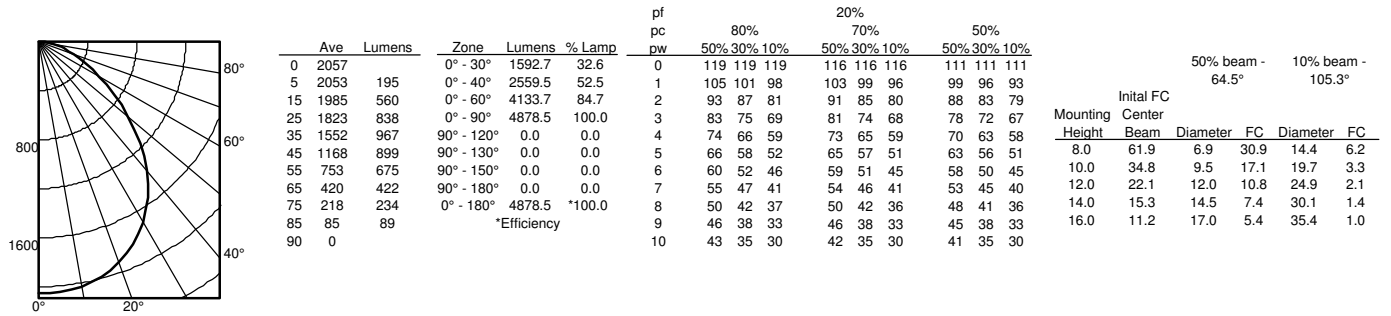 800
1600
0°
20°
40°
60°
80°
Ave Lumens
0 2057
5 2053 195
15 1985 560
25 1823 838
35 1552 967
45 1168 899
55 753 675
65 420 422
75 218 234
85 85 89
90 0
Zone Lumens % Lamp
0° - 30° 1592.7 32.6
0° - 40° 2559.5 52.5
0° - 60° 4133.7 84.7
0° - 90° 4878.5 100.0
90° - 120° 0.0 0.0
90° - 130° 0.0 0.0
90° - 150° 0.0 0.0
90° - 180° 0.0 0.0
0° - 180° 4878.5 *100.0
*Efficiency
pf 20%
pc 80% 70% 50%
pw 50% 30% 10% 50% 30% 10% 50% 30% 10%
0 119 119 119 116 116 116 111 111 111
1 105 101 98 103 99 96 99 96 93
2 93 87 81 91 85 80 88 83 79
3 83 75 69 81 74 68 78 72 67
4 74 66 59 73 65 59 70 63 58
5 66 58 52 65 57 51 63 56 51
6 60 52 46 59 51 45 58 50 45
7 55 47 41 54 46 41 53 45 40
8 50 42 37 50 42 36 48 41 36
9 46 38 33 46 38 33 45 38 33
10 43 35 30 42 35 30 41 35 30
50% beam - 10% beam -
64.5° 105.3°
Inital FC
Mounting Center
Height Beam Diameter FC Diameter FC
8.0 61.9 6.9 30.9 14.4 6.2
10.0 34.8 9.5 17.1 19.7 3.3
12.0 22.1 12.0 10.8 24.9 2.1
14.0 15.3 14.5 7.4 30.1 1.4
16.0 11.2 17.0 5.4 35.4 1.0